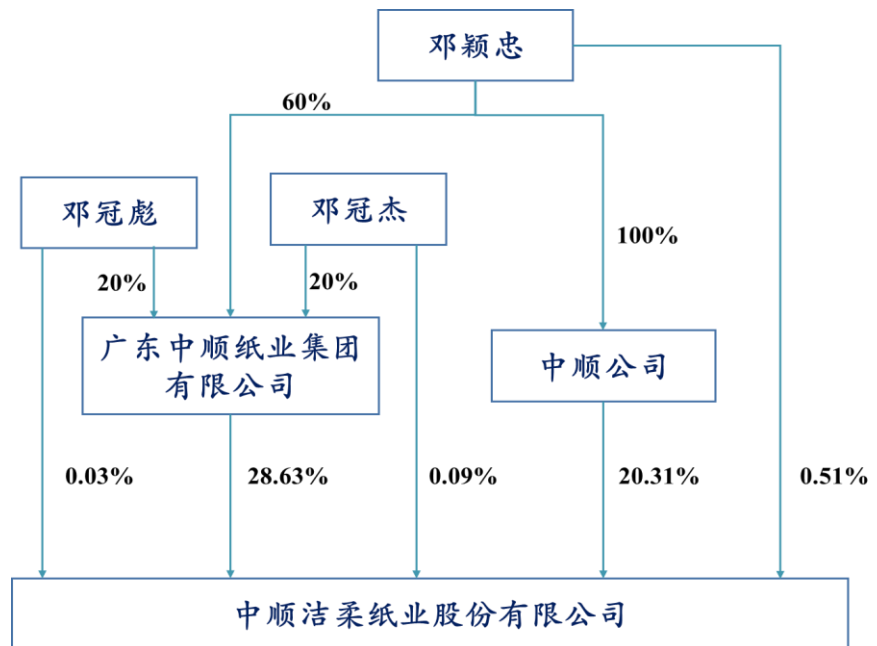 邓颖忠
60%
邓冠彪
邓冠杰
100%
20%
20%
广东中顺纸业集团
有限公司
中顺公司
0.03%
28.63%
0.09%
20.31%
0.51%
中顺洁柔纸业股份有限公司